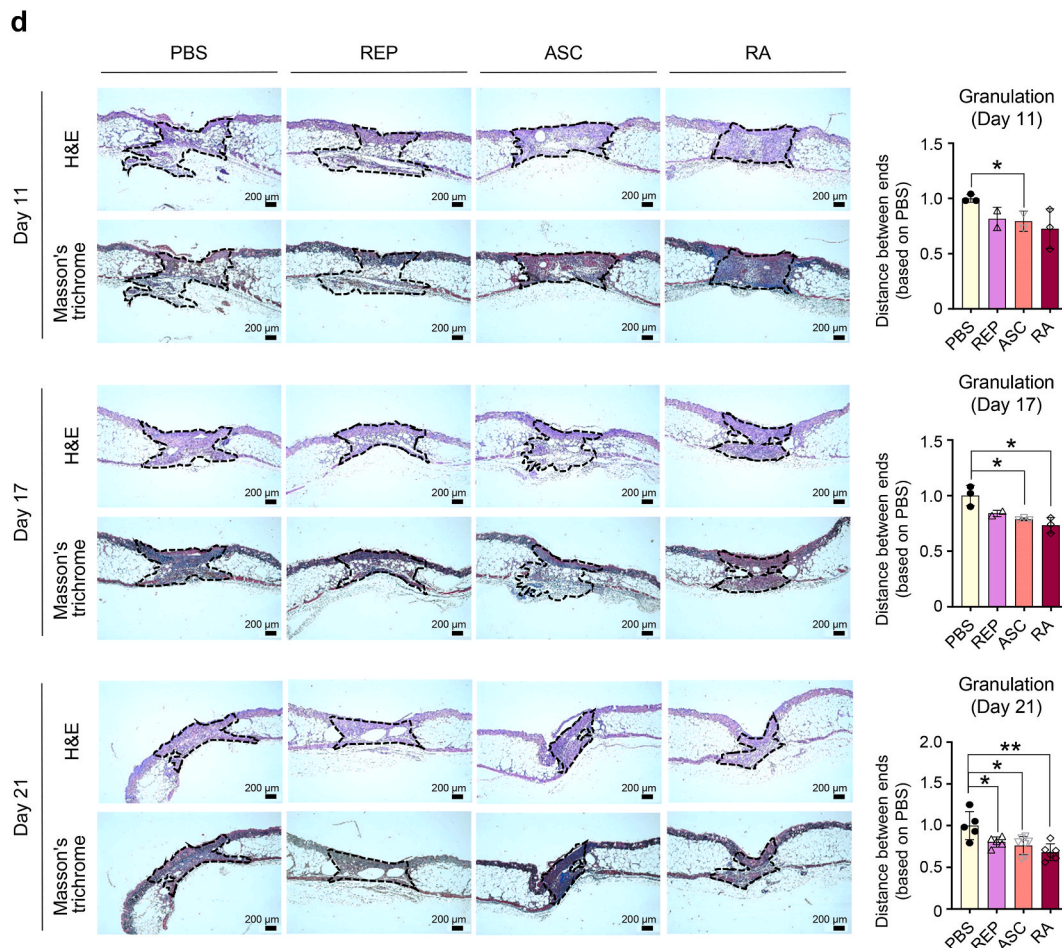 d
PBS
REP
ASC
RA
Day 11
H&E
200 µm
200 µm
200 µm
200 µm
Masson's
trichrome
200 µm
200 µm
200 µm
200 µm
Granulation
(Day 11)
Distance between ends
(based on PBS)
1.5
1.0
0.5
0
*
PBS
REP
ASC
RA
Day 17
H&E
200 µm
200 µm
200 µm
200 µm
Masson's
trichrome
200 µm
200 µm
200 µm
200 µm
Granulation
(Day 17)
Distance between ends
(based on PBS)
1.5
1.0
0.5
0
*
*
PBS
REP
ASC
RA
Day 21
H&E
200 µm
200 µm
200 µm
200 µm
Masson's
trichrome
200 µm
200 µm
200 µm
200 µm
Granulation
(Day 21)
Distance between ends
(based on PBS)
2.0
1.5
1.0
0.5
0
**
*
*
PBS
REP
ASC
RA